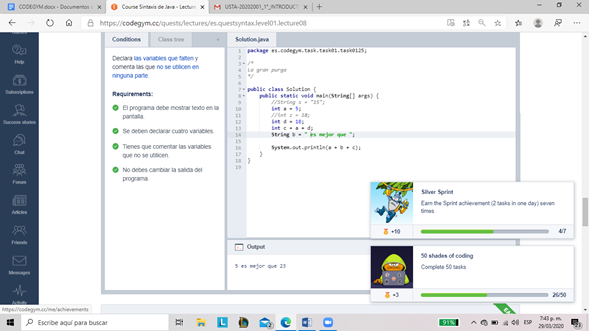 CODEGYM.docx - Documentos
Course Sintaxis de Java - Lecture
USTA-20202001_1°_INTRODUC
https://codegym.cc/quests/lectures/es.questsyntax.level01.lecture08
Help
Subscriptions
Success stories
Chat
Forum
Articles
Friends
Messages
Activity
Conditions
Class tree
Declara las variables que falten y
comenta las que no se utilicen en
ninguna parte.
Requirements:
El programa debe mostrar texto en la
pantalla.
Se deben declarar cuatro variables.
Tienes que comentar las variables
que no se utilicen.
No debes cambiar la salida del
programa.
Solution.java
1 package es.codegym.task.task01.task0125;
2
3 /*
4 La gran purga
5 */
6
7 public class Solution {
8 public static void main(String[] args) {
9 //String s = "15";
10 int a = 5;
11 //int z = 18;
12 int d = 18;
13 int c = a + d;
14 String b = " es mejor que ";
15
16 System.out.println(a + b + c);
17 }
18 }
19
Output
5 es mejor que 23
Silver Sprint
Earn the Sprint achievement (2 tasks in one day) seven
times
+10
4/7
50 shades of coding
Complete 50 tasks
+3
26/50
https://codegym.cc/me/achievements
Escribe aquí para buscar
91%
ESP
7:43 p. m.
29/03/2020